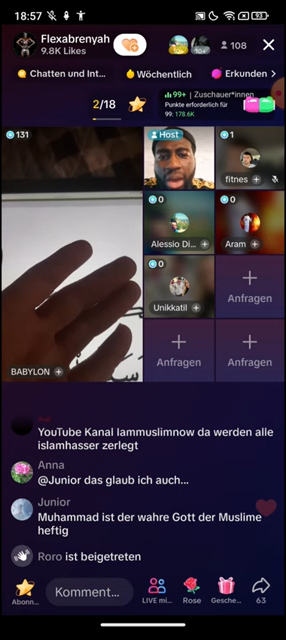 18:57
93
Flexabrenyah
9.8K Likes
108
Chatten und Int...
Wöchentlich
Erkunden
2/18
99+ | Zuschauer*innen
Punkte erforderlich für
99: 178.6K
131
Host
1
fitnes
0
Alessio Di...
0
Aram
0
Unikkatil
Anfragen
Anfragen
Anfragen
BABYLON
YouTube Kanal Iammuslimnow da werden alle
islamhasser zerlegt
Anna
@Junior das glaub ich auch...
Junior
Muhammad ist der wahre Gott der Muslime
heftig
Roro ist beigetreten
Abonn...
Komment...
LIVE mi...
Rose
Gesche...
63